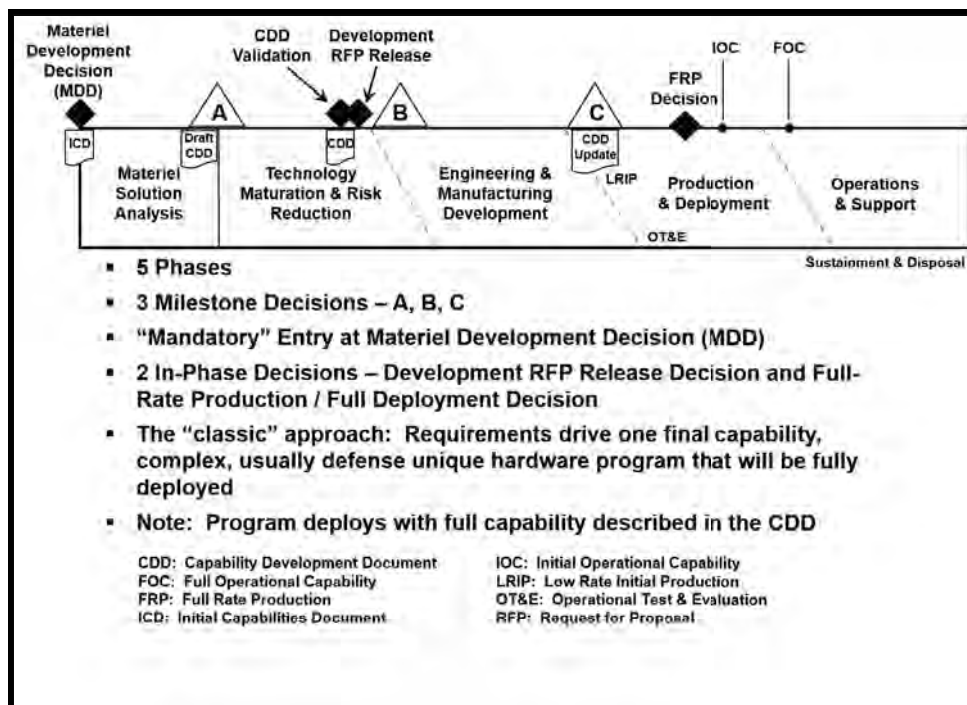 Materiel
Development
Decision
(MDD)
CDD
Validation
Development
RFP Release
IOC
FOC
FRP
Decision
A
B
C
ICD
Draft
CDD
CDD
CDD
Update
LRIP
Materiel
Solution
Analysis
Technology
Maturation & Risk
Reduction
Engineering &
Manufacturing
Development
Production
& Deployment
Operations
& Support
OT&E
Sustainment & Disposal
▪ 5 Phases
▪ 3 Milestone Decisions – A, B, C
▪ “Mandatory” Entry at Materiel Development Decision (MDD)
▪ 2 In-Phase Decisions – Development RFP Release Decision and Full-
Rate Production / Full Deployment Decision
▪ The “classic” approach: Requirements drive one final capability,
complex, usually defense unique hardware program that will be fully
deployed
▪ Note: Program deploys with full capability described in the CDD
CDD: Capability Development Document
FOC: Full Operational Capability
FRP: Full Rate Production
ICD: Initial Capabilities Document
IOC: Initial Operational Capability
LRIP: Low Rate Initial Production
OT&E: Operational Test & Evaluation
RFP: Request for Proposal